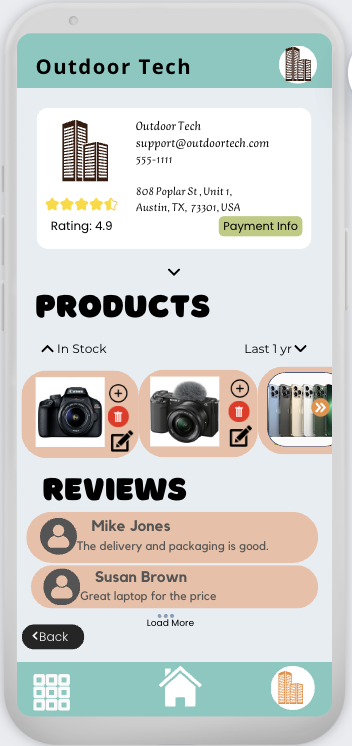 Outdoor Tech
Outdoor Tech
support@outdoortech.com
555-1111
808 Poplar St , Unit 1,
Austin, TX, 73301, USA
Rating: 4.9
Payment Info
PRODUCTS
In Stock
Last 1 yr
REVIEWS
Mike Jones
The delivery and packaging is good.
Susan Brown
Great laptop for the price
Load More
Back